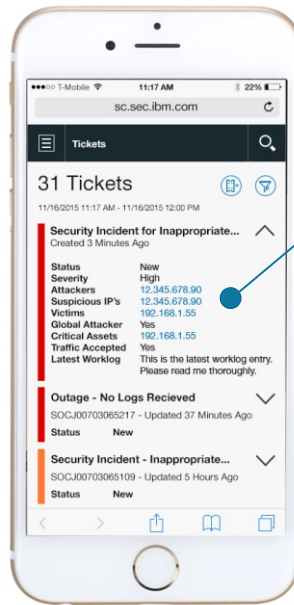 T-Mobile 11:17 AM 22%
sc.sec.ibm.com
Tickets
31 Tickets
11/16/2015 11:17 AM - 11/16/2015 12:00 PM
Security Incident for Inappropriate...
Created 3 Minutes Ago
Status New
Severity High
Attackers 12.345.678.90
Suspicious IP's 12.345.678.90
Victims 192.168.1.55
Global Attacker Yes
Critical Assets 192.168.1.55
Traffic Accepted Yes
Latest Worklog This is the latest worklog entry.
Please read me thoroughly.
Outage - No Logs Recieved
SOCJ00703065217 - Updated 37 Minutes Ago
Status New
Security Incident - Inappropriate...
SOCJ00703065109 - Updated 5 Hours Ago
Status New